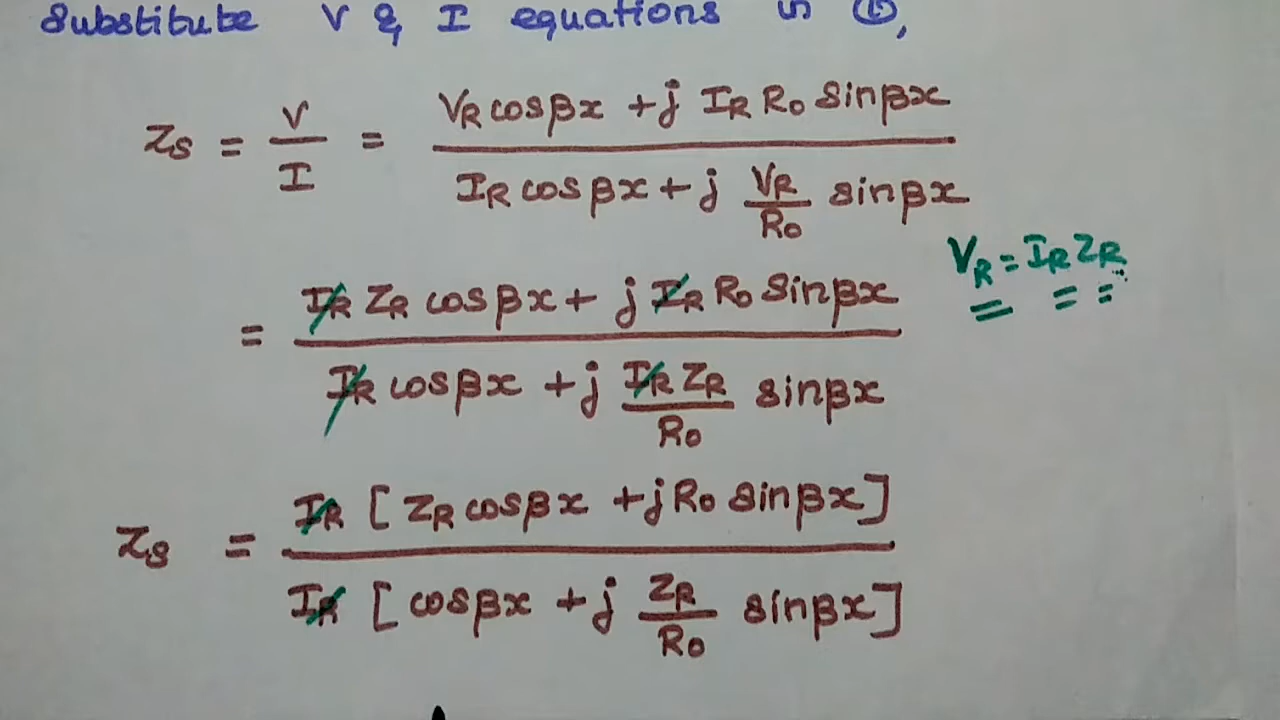 Substitute V & I equations in ①,
Zs = V/I = (VR cosβx + j IR R0 sinβx) / (IR cosβx + j VR/R0 sinβx)
VR = IR ZR
= (IR ZR cosβx + j IR R0 sinβx) / (IR cosβx + j IR ZR/R0 sinβx)
Zs = IR [ZR cosβx + j R0 sinβx] / IR [cosβx + j ZR/R0 sinβx]